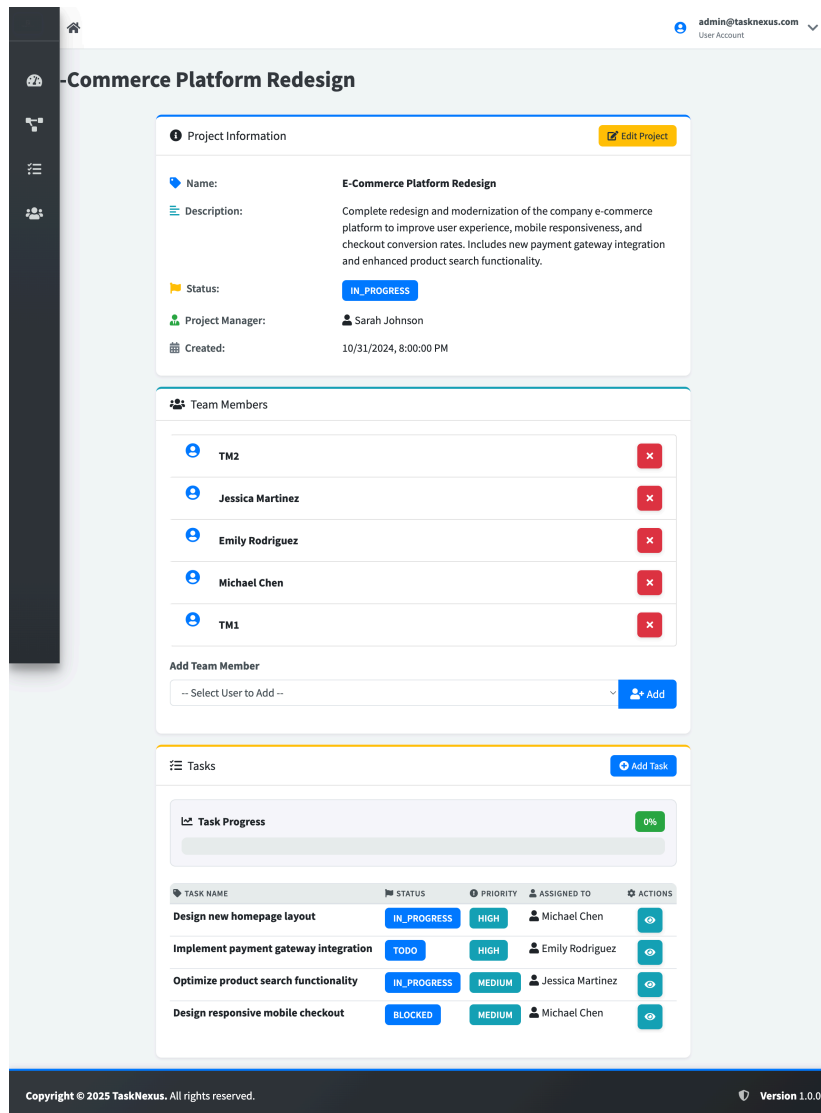 admin@tasknexus.com
User Account
-Commerce Platform Redesign
Project Information
Edit Project
Name:
E-Commerce Platform Redesign
Description:
Complete redesign and modernization of the company e-commerce
platform to improve user experience, mobile responsiveness, and
checkout conversion rates. Includes new payment gateway integration
and enhanced product search functionality.
Status:
IN_PROGRESS
Project Manager:
Sarah Johnson
Created:
10/31/2024, 8:00:00 PM
Team Members
TM2
Jessica Martinez
Emily Rodriguez
Michael Chen
TM1
Add Team Member
-- Select User to Add --
Add
Tasks
Add Task
Task Progress
0%
TASK NAME STATUS PRIORITY ASSIGNED TO ACTIONS
Design new homepage layout IN_PROGRESS HIGH Michael Chen
Implement payment gateway integration TODO HIGH Emily Rodriguez
Optimize product search functionality IN_PROGRESS MEDIUM Jessica Martinez
Design responsive mobile checkout BLOCKED MEDIUM Michael Chen
Copyright © 2025 TaskNexus. All rights reserved.
Version 1.0.0